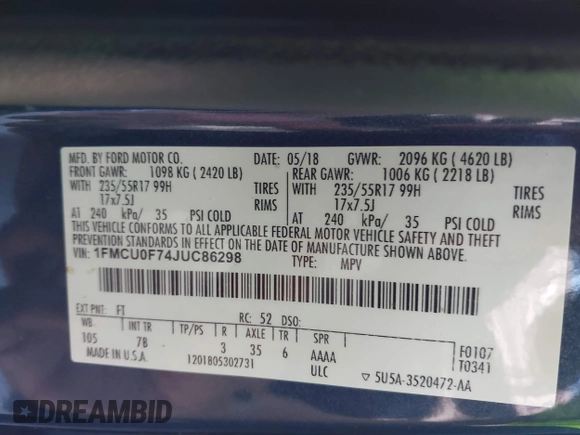 MFD. BY FORD MOTOR CO.
DATE: 05/18 GVWR: 2096 KG ( 4620 LB)
FRONT GAWR: 1098 KG ( 2420 LB) REAR GAWR: 1006 KG ( 2218 LB)
WITH 235/55R17 99H TIRES WITH 235/55R17 99H TIRES
17x7.5J RIMS 17x7.5J RIMS
AT 240 kPa/ 35 PSI COLD AT 240 kPa/ 35 PSI COLD
THIS VEHICLE CONFORMS TO ALL APPLICABLE FEDERAL MOTOR VEHICLE SAFETY AND THEFT
PREVENTION STANDARDS IN EFFECT ON THE DATE OF MANUFACTURE SHOWN ABOVE.
VIN: 1FMCU0F74JUC86298
TYPE: MPV
EXT PNT: FT RC: 52 DSO:
WB INT TR TP/PS R AXLE TR SPR
105 7B 3 35 6 AAAA
F0107
T0341
MADE IN U.S.A. 1201805302731 ULC
5U5A-3520472-AA
DREAMBID